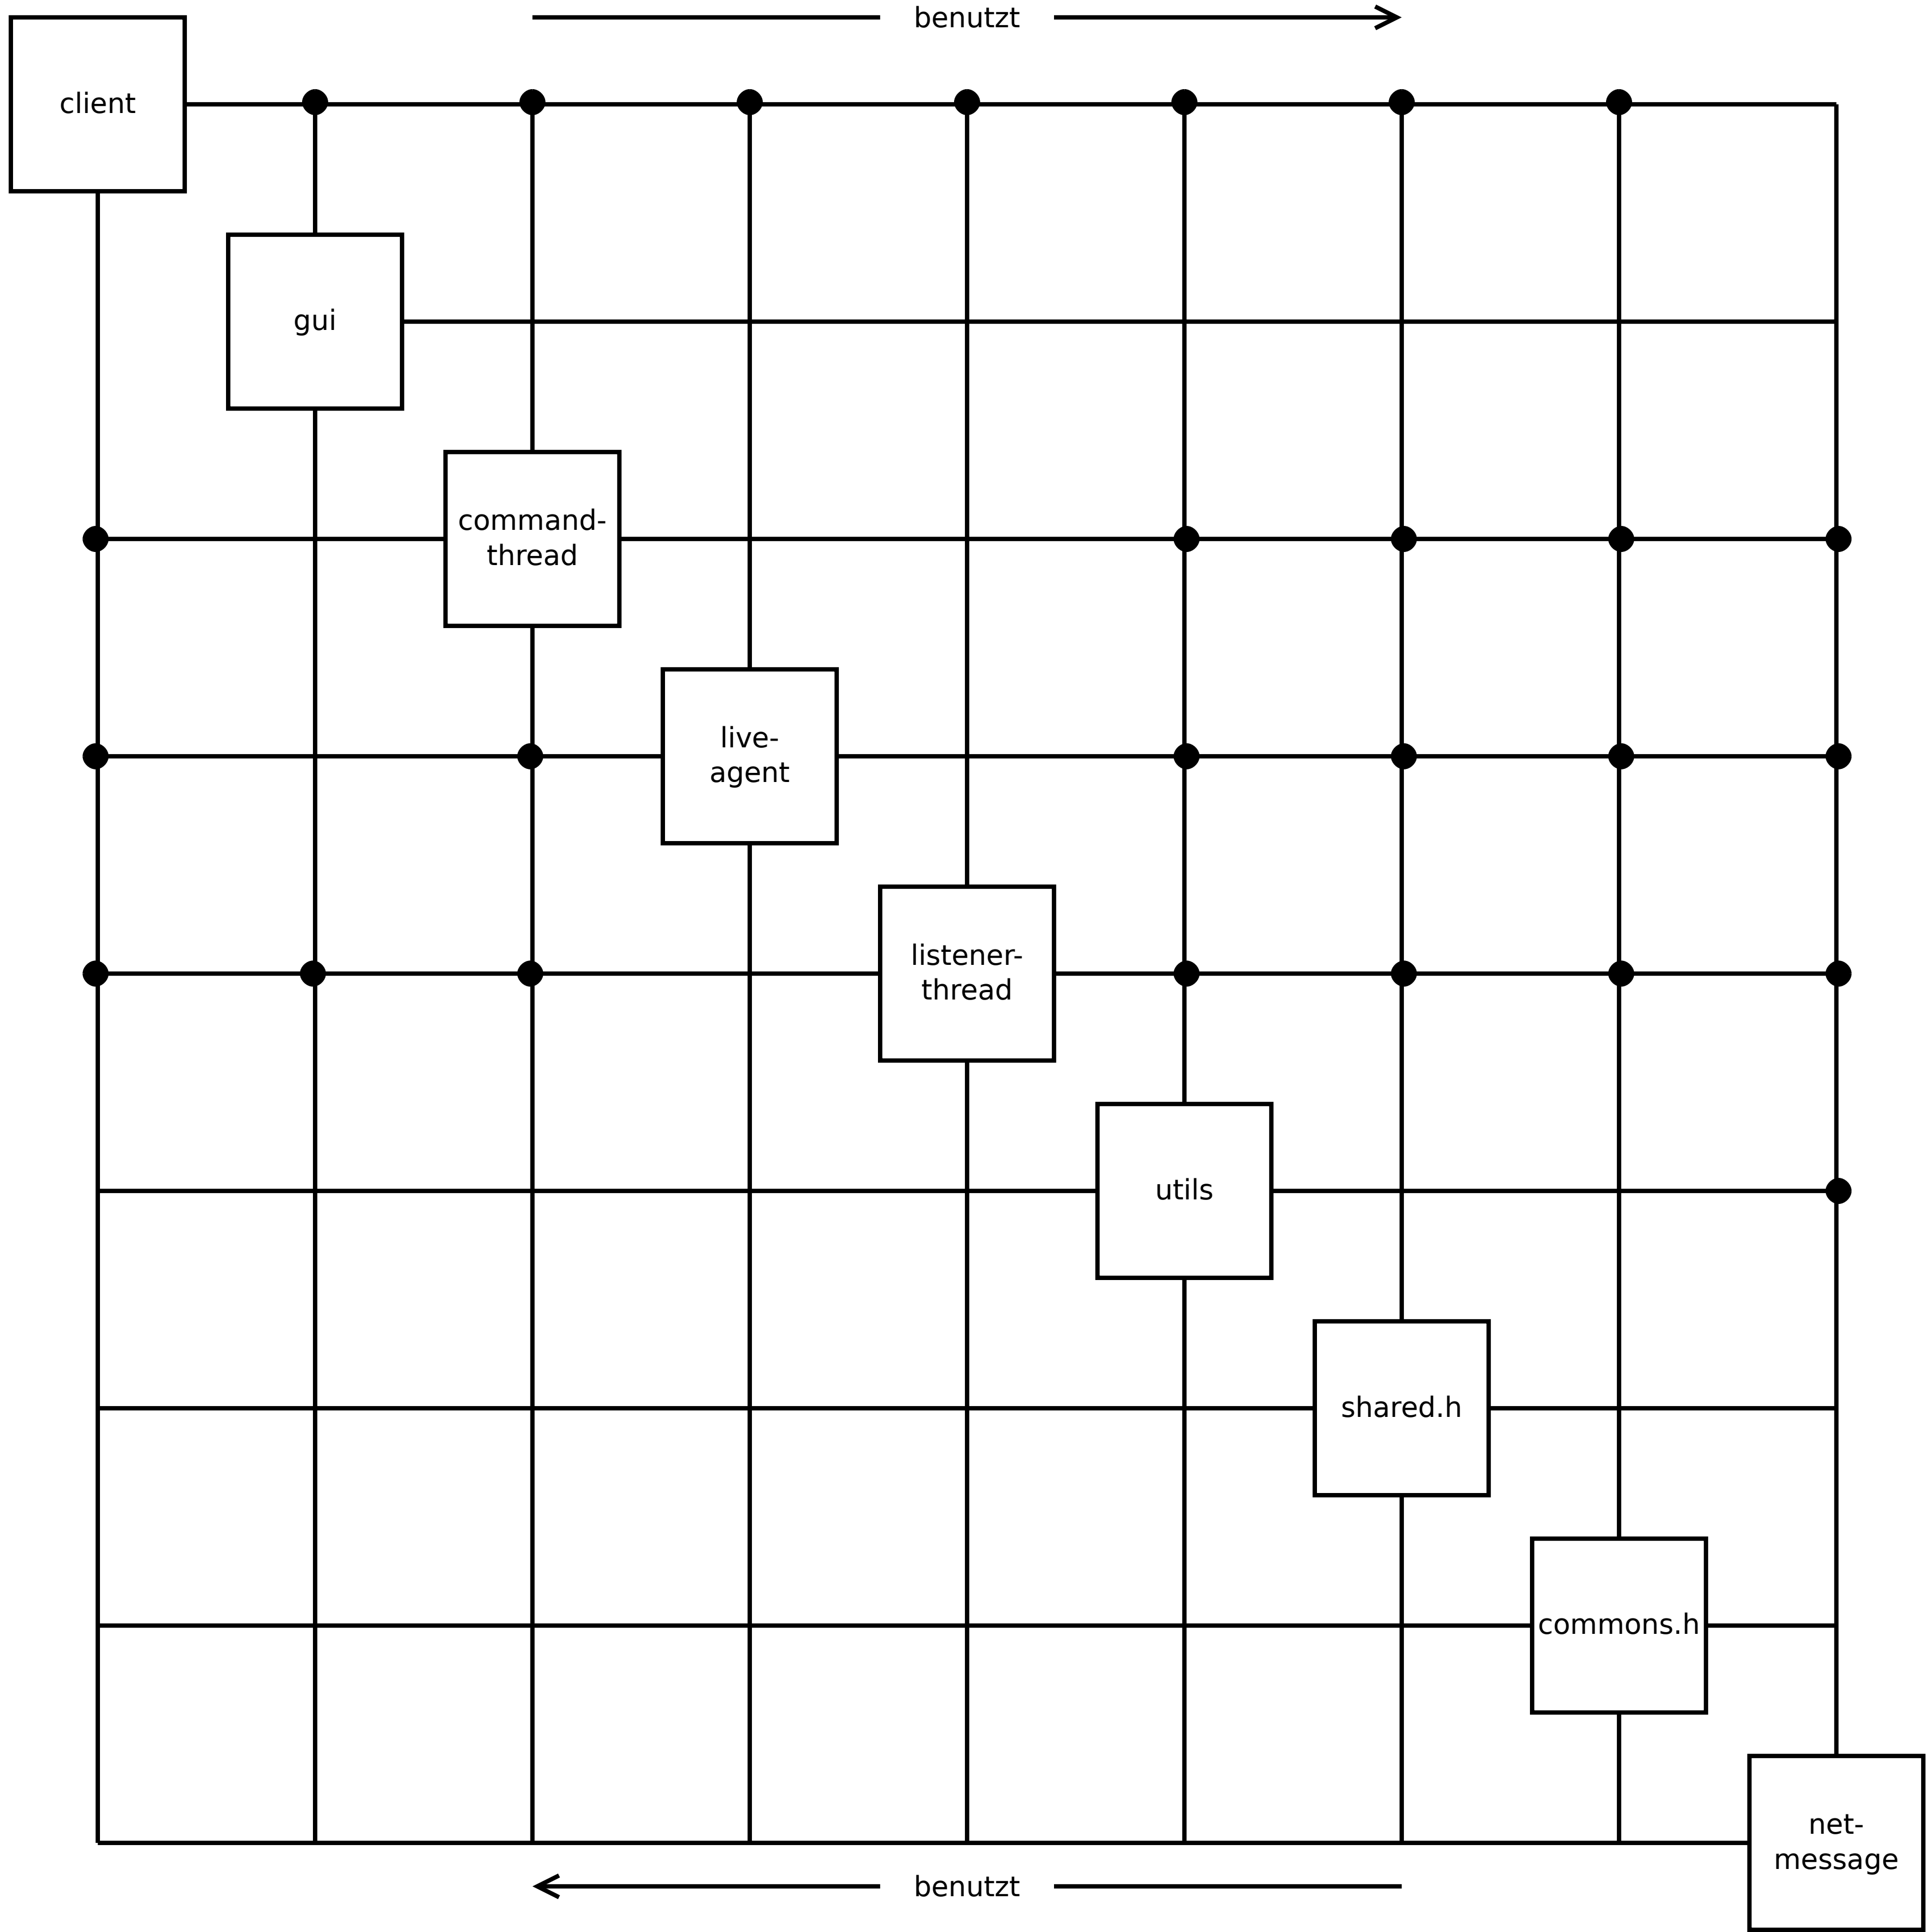 benutzt
client
gui
command-
thread
live-
agent
listener-
thread
utils
shared.h
commons.h
net-
message
benutzt